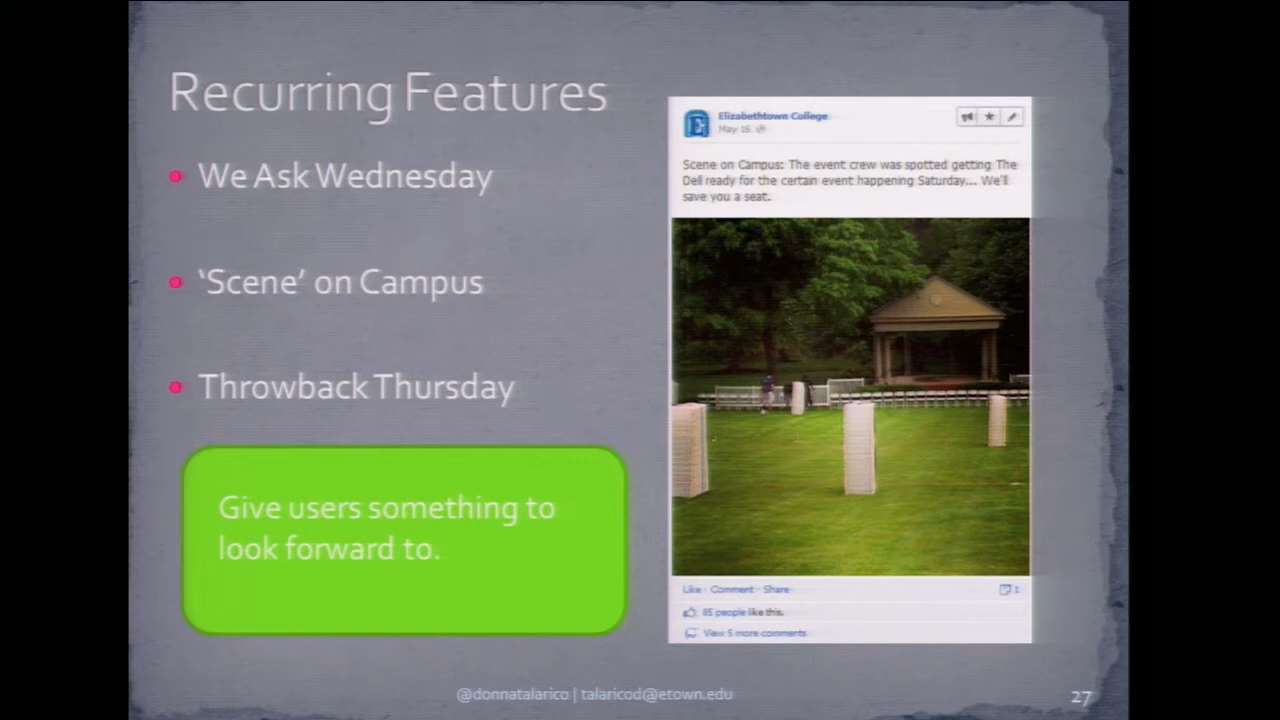 Recurring Features
We Ask Wednesday
‘Scene’ on Campus
Throwback Thursday
Give users something to
look forward to.
Elizabethtown College
May 16
Scene on Campus: The event crew was spotted getting The
Dell ready for the certain event happening Saturday... We'll
save you a seat.
Like · Comment · Share
1
85 people like this.
View 5 more comments
@donnatalarico | talaricod@etown.edu
27